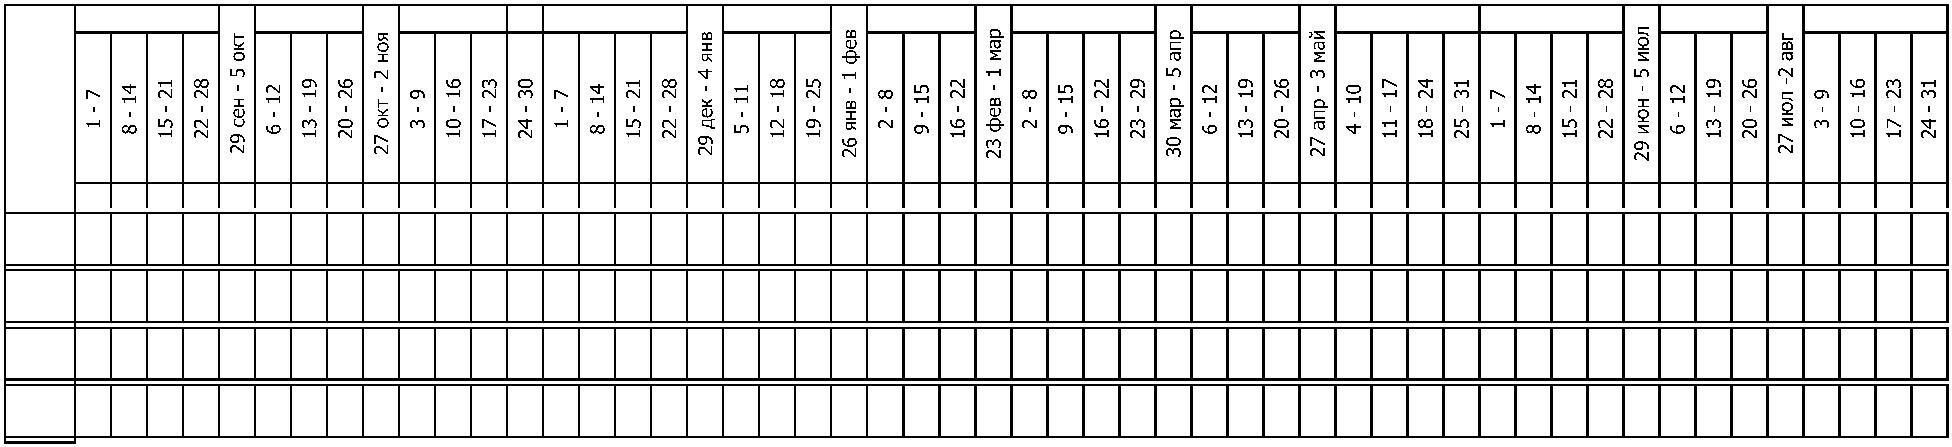 1 - 7
8 - 14
15 - 21
22 - 28
29 сен - 5 окт
6 - 12
13 - 19
20 - 26
27 окт - 2 ноя
3 - 9
10 - 16
17 - 23
24 - 30
1 - 7
8 - 14
15 - 21
22 - 28
29 дек - 4 янв
5 - 11
12 - 18
19 - 25
26 янв - 1 фев
2 - 8
9 - 15
16 - 22
23 фев - 1 мар
2 - 8
9 - 15
16 - 22
23 - 29
30 мар - 5 апр
6 - 12
13 - 19
20 - 26
27 апр - 3 май
4 - 10
11 - 17
18 - 24
25 - 31
1 - 7
8 - 14
15 - 21
22 - 28
29 июн - 5 июл
6 - 12
13 - 19
20 - 26
27 июл -2 авг
3 - 9
10 - 16
17 - 23
24 - 31